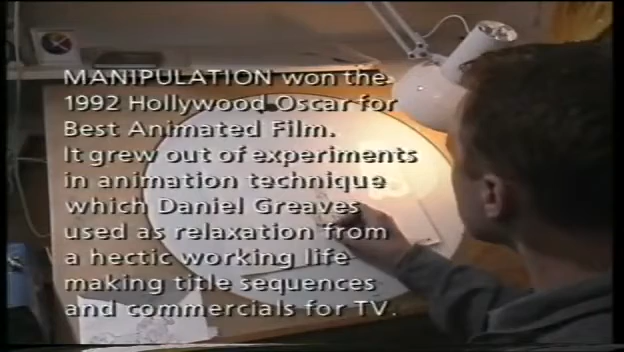 MANIPULATION won the
1992 Hollywood Oscar for
Best Animated Film.
It grew out of experiments
in animation technique
which Daniel Greaves
used as relaxation from
a hectic working life
making title sequences
and commercials for TV.